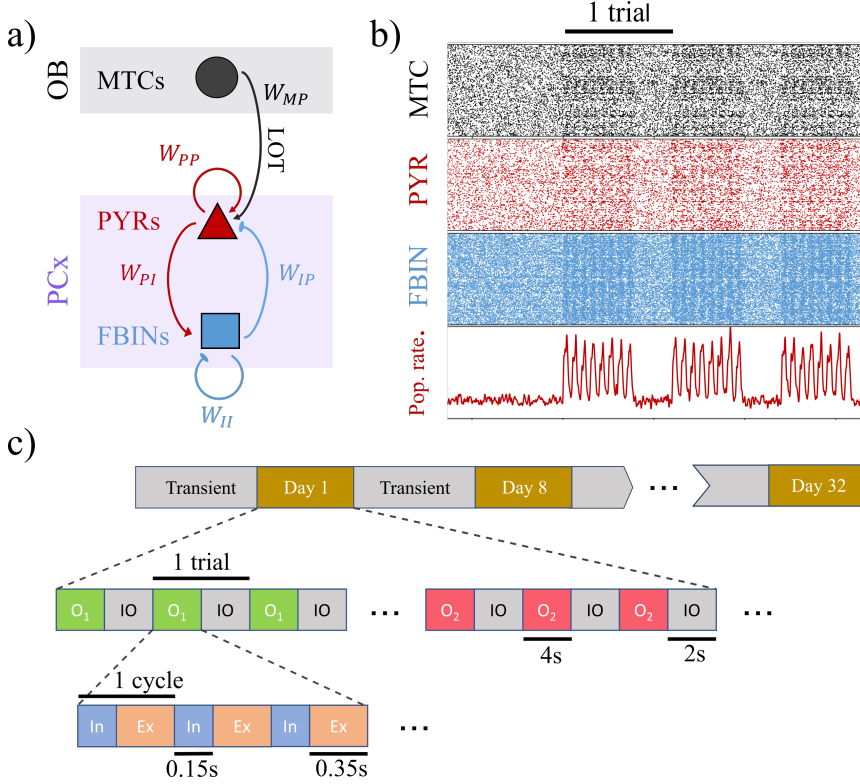 a)
OB
MTCs
W_MP
LOT
W_PP
PCx
PYRs
W_PI
W_IP
FBINs
W_II
b)
1 trial
MTC
PYR
FBIN
Pop. rate.
c)
Transient
Day 1
Transient
Day 8
...
Day 32
1 trial
O₁ IO O₁ IO O₁ IO ... O₂ IO O₂ IO O₂ IO ...
4s
2s
1 cycle
In Ex In Ex In Ex ...
0.15s
0.35s